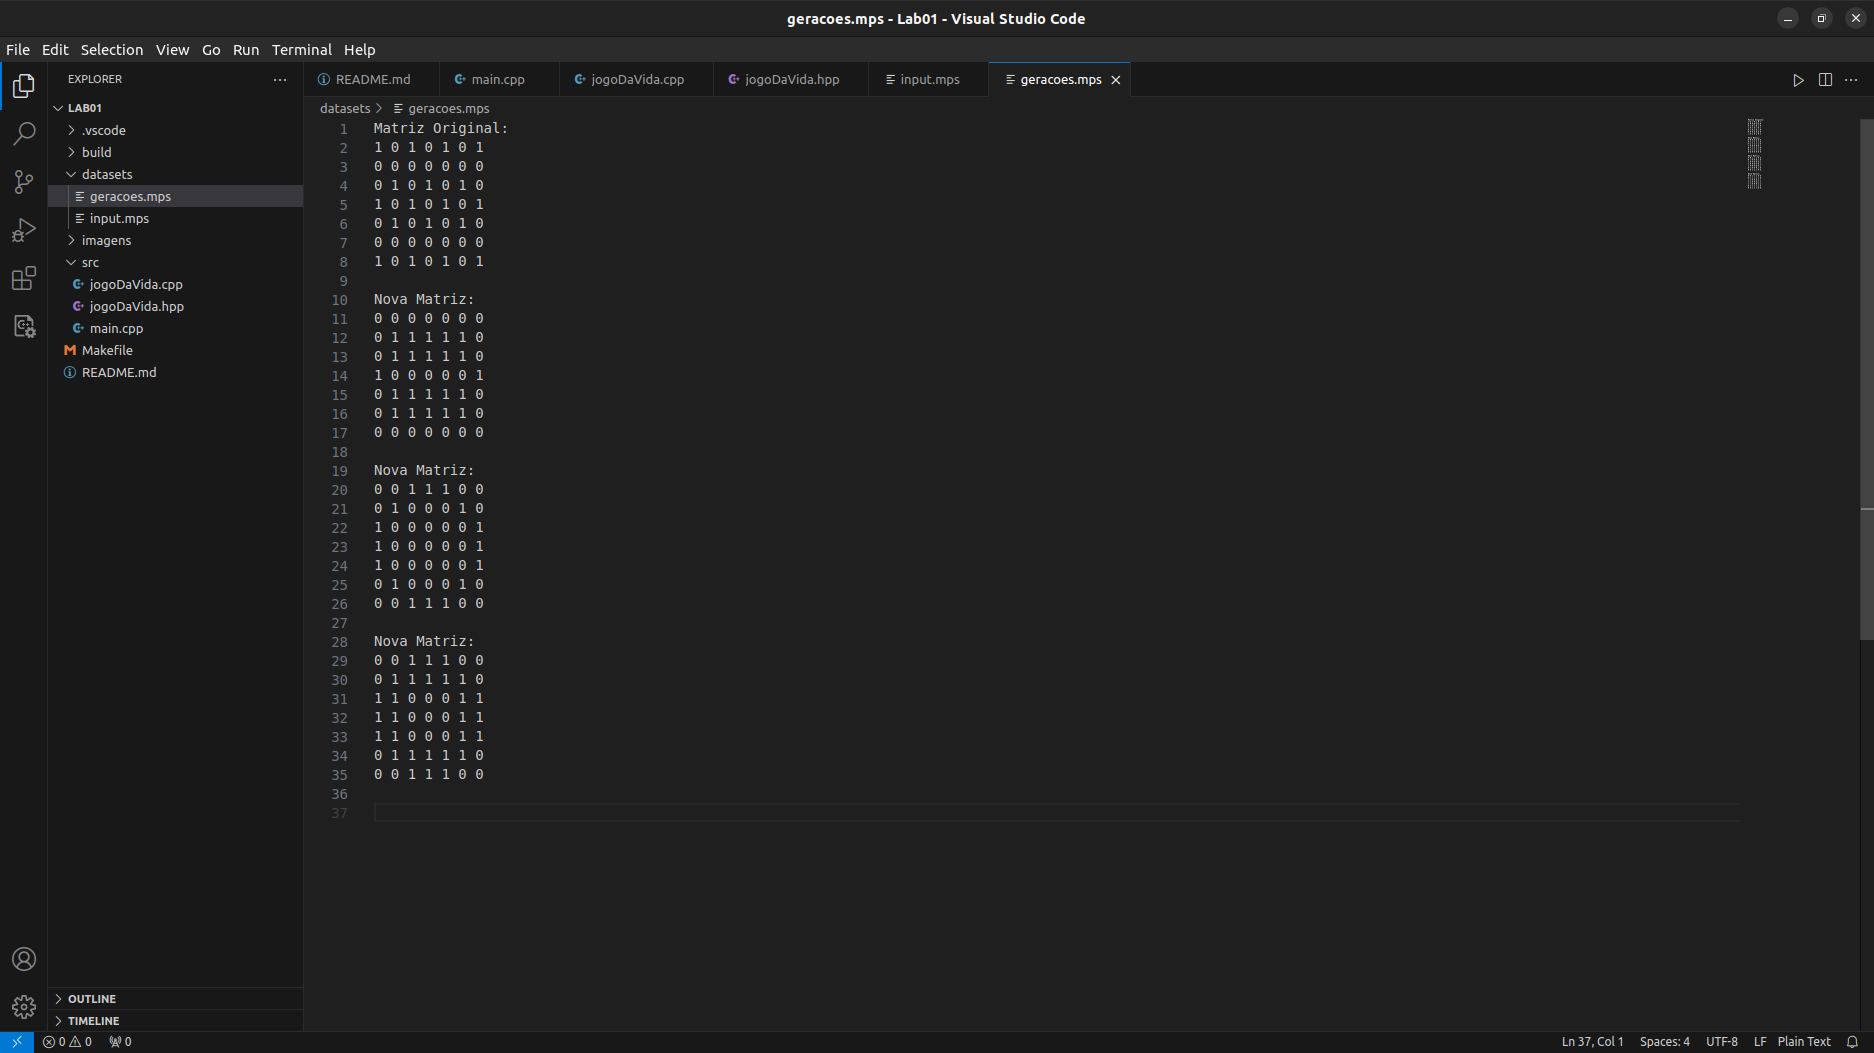 geracoes.mps - Lab01 - Visual Studio Code
File Edit Selection View Go Run Terminal Help
EXPLORER
LAB01
.vscode
build
datasets
geracoes.mps
input.mps
imagens
src
jogoDaVida.cpp
jogoDaVida.hpp
main.cpp
Makefile
README.md
OUTLINE
TIMELINE
README.md main.cpp jogoDaVida.cpp jogoDaVida.hpp input.mps geracoes.mps
datasets > geracoes.mps
1 Matriz Original:
2 1 0 1 0 1 0 1
3 0 0 0 0 0 0 0
4 0 1 0 1 0 1 0
5 1 0 1 0 1 0 1
6 0 1 0 1 0 1 0
7 0 0 0 0 0 0 0
8 1 0 1 0 1 0 1
9
10 Nova Matriz:
11 0 0 0 0 0 0 0
12 0 1 1 1 1 1 0
13 0 1 1 1 1 1 0
14 1 0 0 0 0 0 1
15 0 1 1 1 1 1 0
16 0 1 1 1 1 1 0
17 0 0 0 0 0 0 0
18
19 Nova Matriz:
20 0 0 1 1 1 0 0
21 0 1 0 0 0 1 0
22 1 0 0 0 0 0 1
23 1 0 0 0 0 0 1
24 1 0 0 0 0 0 1
25 0 1 0 0 0 1 0
26 0 0 1 1 1 0 0
27
28 Nova Matriz:
29 0 0 1 1 1 0 0
30 0 1 1 1 1 1 0
31 1 1 0 0 0 1 1
32 1 1 0 0 0 1 1
33 1 1 0 0 0 1 1
34 0 1 1 1 1 1 0
35 0 0 1 1 1 0 0
36
37
0 0 0 Ln 37, Col 1 Spaces: 4 UTF-8 LF Plain Text